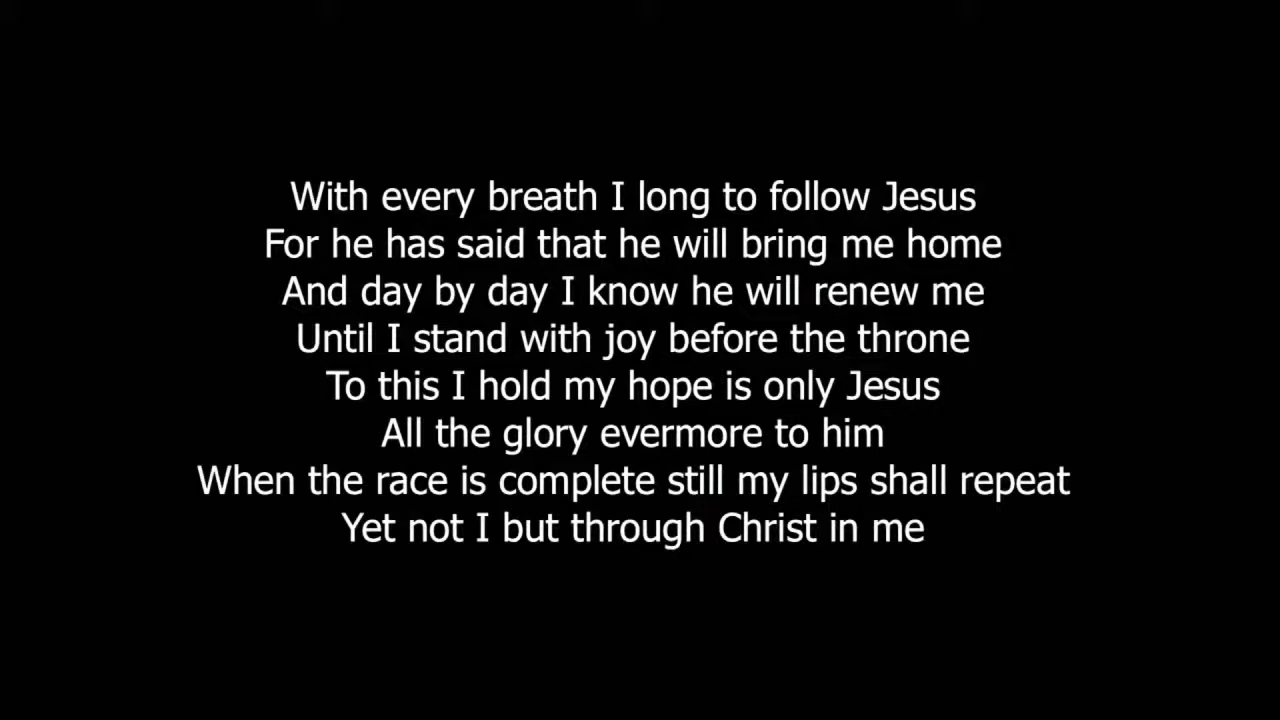 With every breath I long to follow Jesus
For he has said that he will bring me home
And day by day I know he will renew me
Until I stand with joy before the throne
To this I hold my hope is only Jesus
All the glory evermore to him
When the race is complete still my lips shall repeat
Yet not I but through Christ in me